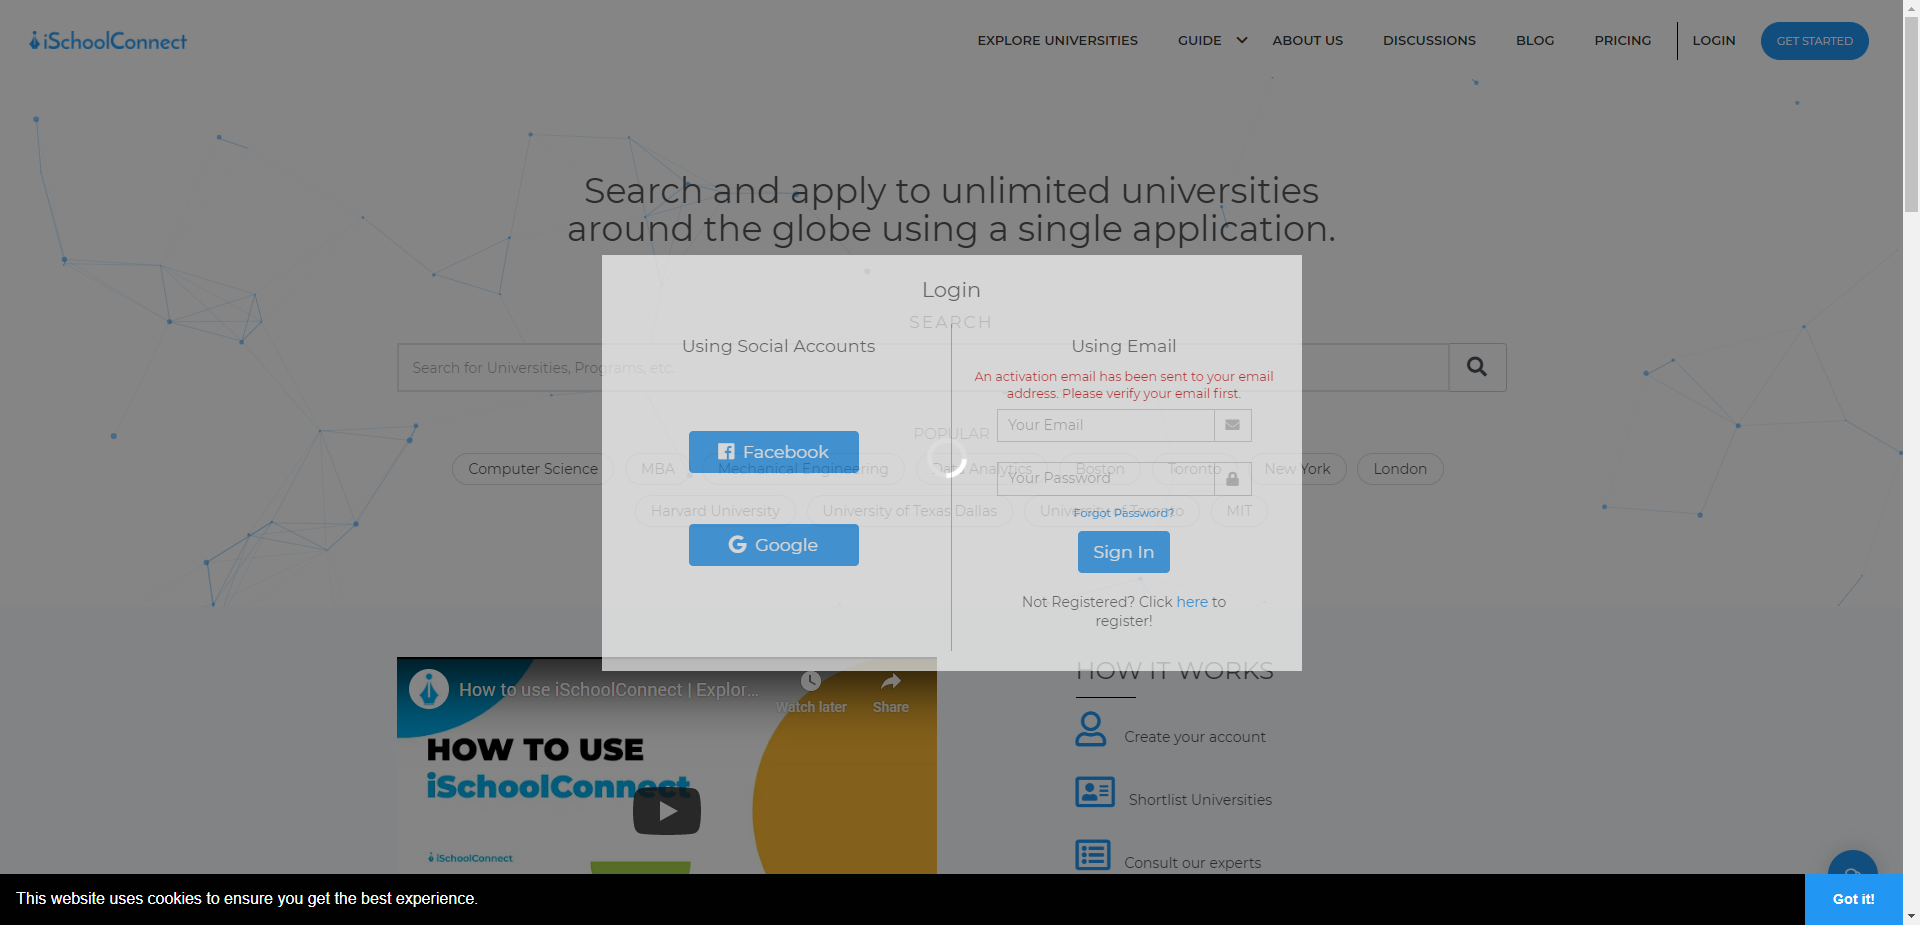 iSchoolConnect
EXPLORE UNIVERSITIES
GUIDE
ABOUT US
DISCUSSIONS
BLOG
PRICING
LOGIN
GET STARTED
Search and apply to unlimited universities
around the globe using a single application.
Login
SEARCH
Using Social Accounts
Using Email
Search for Universities, Programs, etc.
An activation email has been sent to your email
address. Please verify your email first.
Your Email
POPULAR
Facebook
Computer Science
MBA
Mechanical Engineering
Data Analytics
Boston
Toronto
New York
London
Your Password
Harvard University
University of Texas Dallas
University of Toronto
MIT
Forgot Password?
Google
Sign In
Not Registered? Click here to
register!
HOW IT WORKS
How to use iSchoolConnect | Explor...
Watch later
Share
HOW TO USE
iSchoolConnect
iSchoolConnect
Create your account
Shortlist Universities
Consult our experts
This website uses cookies to ensure you get the best experience.
Got it!